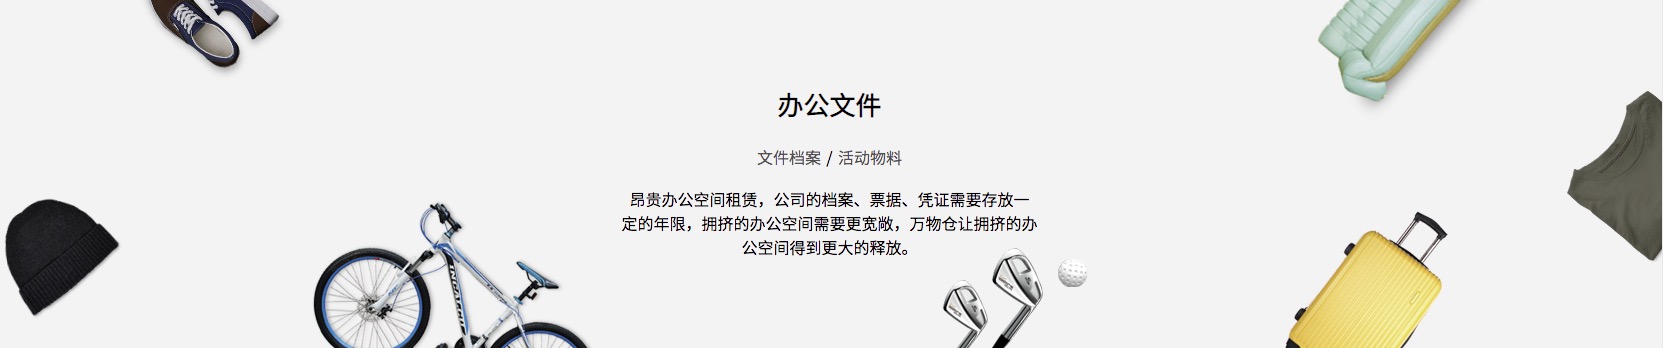 办公文件
文件档案 / 活动物料
昂贵办公空间租赁，公司的档案、票据、凭证需要存放一
定的年限，拥挤的办公空间需要更宽敞，万物仓让拥挤的办
公空间得到更大的释放。